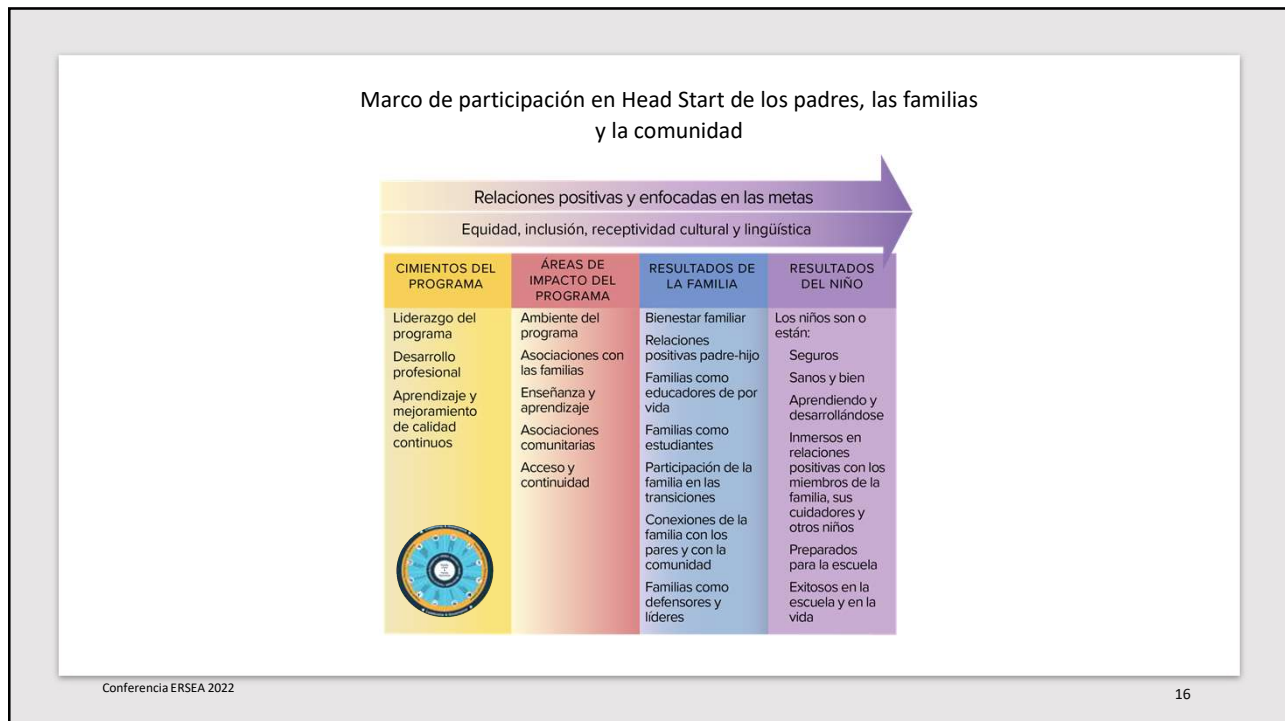 Marco de participación en Head Start de los padres, las familias
y la comunidad
Relaciones positivas y enfocadas en las metas
Equidad, inclusión, receptividad cultural y lingüística
CIMIENTOS DEL
PROGRAMA
Liderazgo del
programa
Desarrollo
profesional
Aprendizaje y
mejoramiento
de calidad
continuos
ÁREAS DE
IMPACTO DEL
PROGRAMA
Ambiente del
programa
Asociaciones con
las familias
Enseñanza y
aprendizaje
Asociaciones
comunitarias
Acceso y
continuidad
RESULTADOS DE
LA FAMILIA
Bienestar familiar
Relaciones
positivas padre-hijo
Familias como
educadores de por
vida
Familias como
estudiantes
Participación de la
familia en las
transiciones
Conexiones de la
familia con los
pares y con la
comunidad
Familias como
defensores y
líderes
RESULTADOS
DEL NIÑO
Los niños son o
están:
Seguros
Sanos y bien
Aprendiendo y
desarrollándose
Inmersos en
relaciones
positivas con los
miembros de la
familia, sus
cuidadores y
otros niños
Preparados
para la escuela
Exitosos en la
escuela y en la
vida
Conferencia ERSEA 2022
16